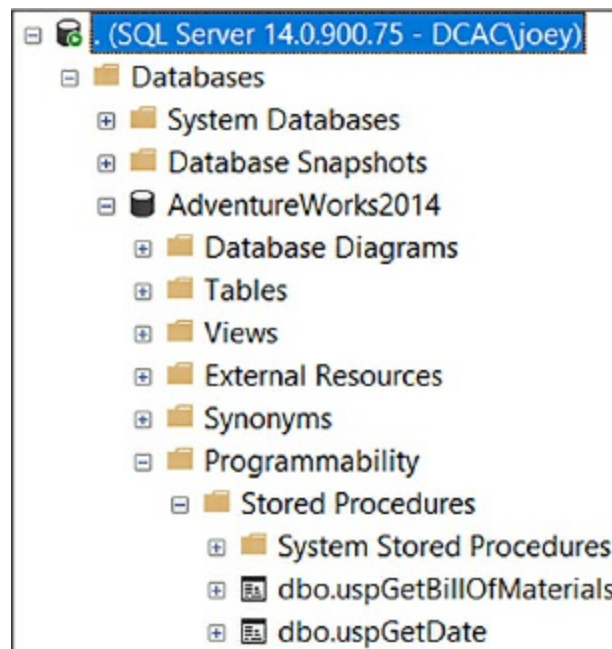 . (SQL Server 14.0.900.75 - DCAC\joey)
Databases
System Databases
Database Snapshots
AdventureWorks2014
Database Diagrams
Tables
Views
External Resources
Synonyms
Programmability
Stored Procedures
System Stored Procedures
dbo.uspGetBillOfMaterials
dbo.uspGetDate